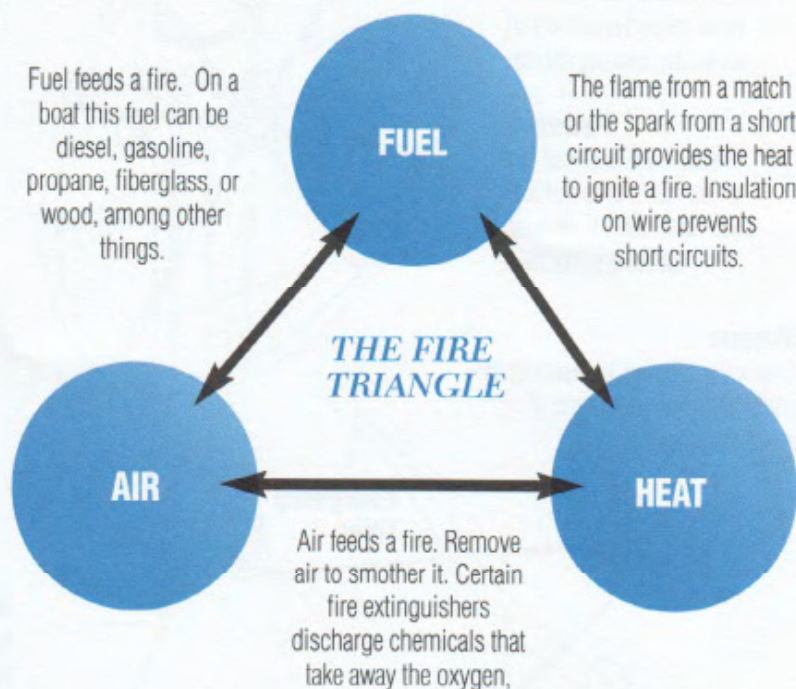 Fuel feeds a fire. On a
boat this fuel can be
diesel, gasoline,
propane, fiberglass, or
wood, among other
things.
FUEL
The flame from a match
or the spark from a short
circuit provides the heat
to ignite a fire. Insulation
on wire prevents
short circuits.
THE FIRE
TRIANGLE
AIR
HEAT
Air feeds a fire. Remove
air to smother it. Certain
fire extinguishers
discharge chemicals that
take away the oxygen,